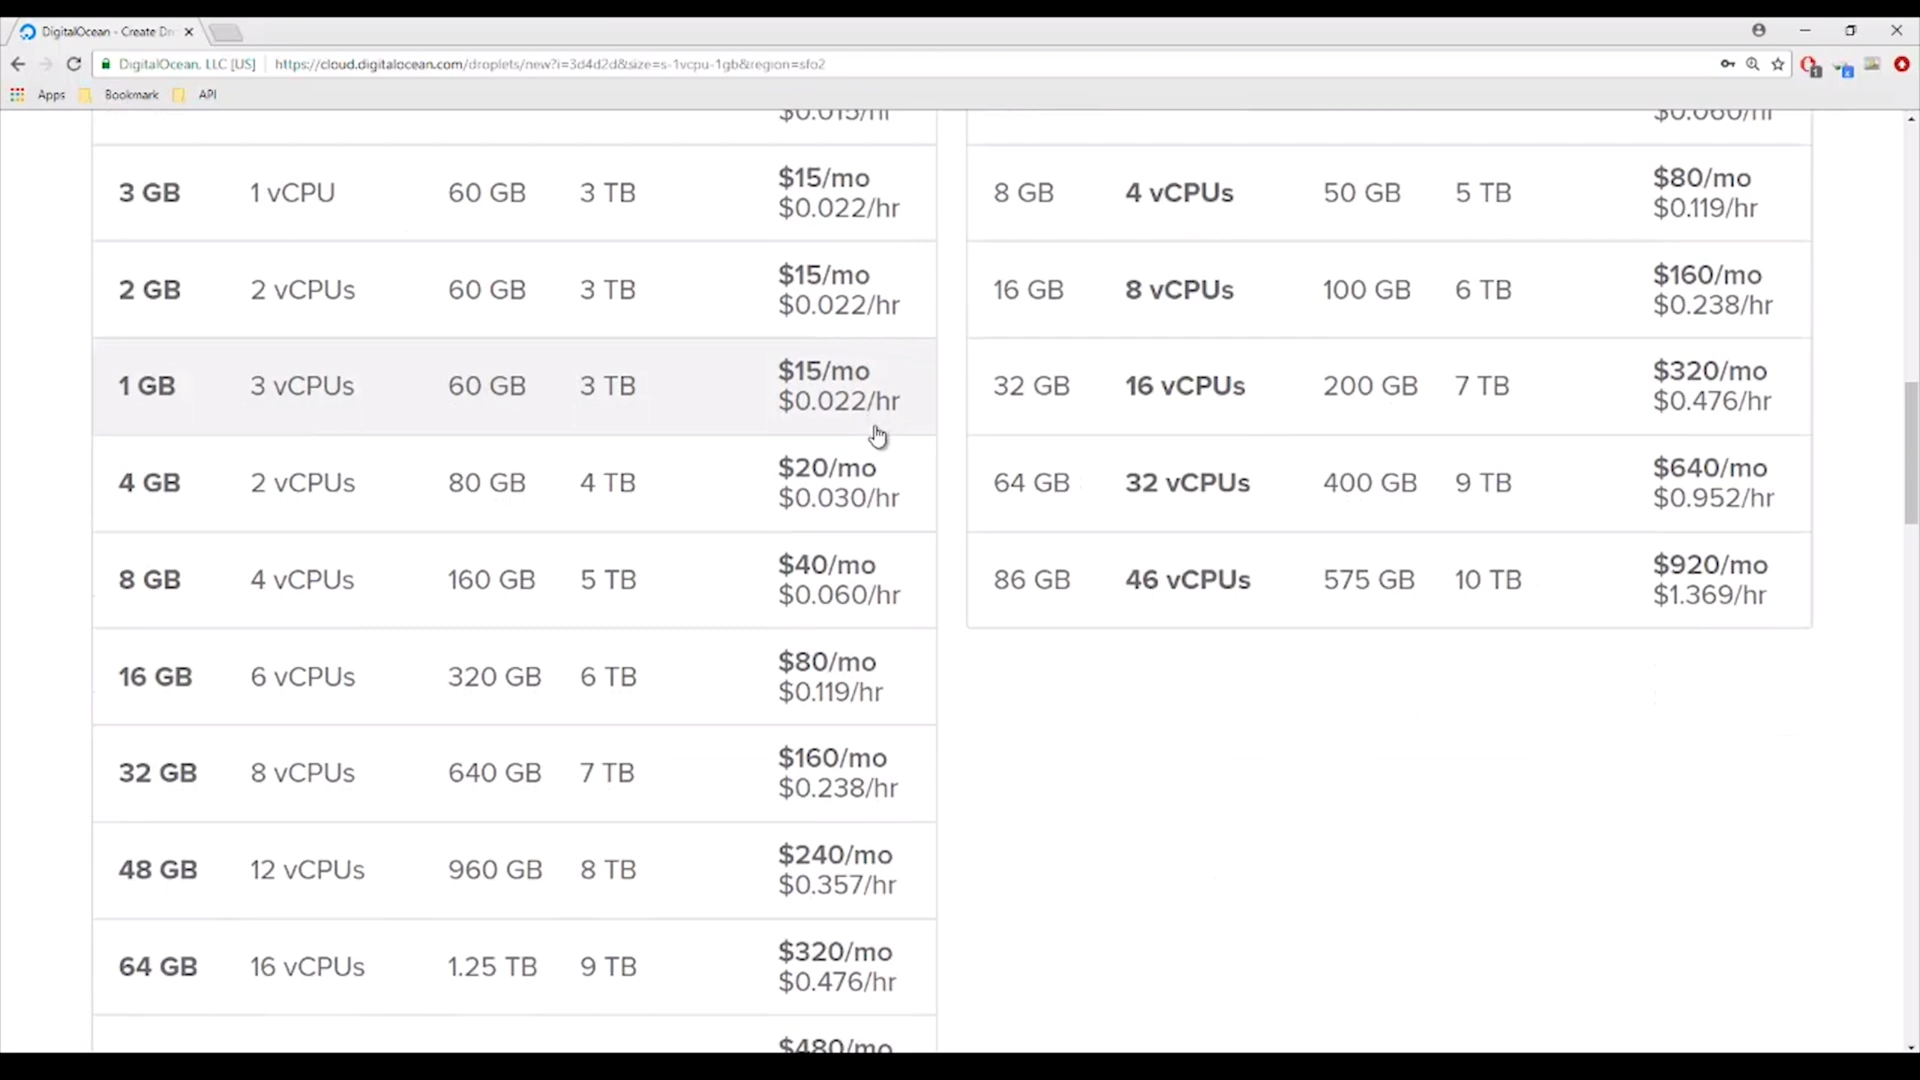 DigitalOcean - Create Dr
DigitalOcean, LLC [US] https://cloud.digitalocean.com/droplets/new?i=3d4d2d&size=s-1vcpu-1gb&region=sfo2
Apps Bookmark API
$0.015/hr
3 GB 1 vCPU 60 GB 3 TB $15/mo
$0.022/hr
2 GB 2 vCPUs 60 GB 3 TB $15/mo
$0.022/hr
1 GB 3 vCPUs 60 GB 3 TB $15/mo
$0.022/hr
4 GB 2 vCPUs 80 GB 4 TB $20/mo
$0.030/hr
8 GB 4 vCPUs 160 GB 5 TB $40/mo
$0.060/hr
16 GB 6 vCPUs 320 GB 6 TB $80/mo
$0.119/hr
32 GB 8 vCPUs 640 GB 7 TB $160/mo
$0.238/hr
48 GB 12 vCPUs 960 GB 8 TB $240/mo
$0.357/hr
64 GB 16 vCPUs 1.25 TB 9 TB $320/mo
$0.476/hr
$480/mo
$0.060/hr
8 GB 4 vCPUs 50 GB 5 TB $80/mo
$0.119/hr
16 GB 8 vCPUs 100 GB 6 TB $160/mo
$0.238/hr
32 GB 16 vCPUs 200 GB 7 TB $320/mo
$0.476/hr
64 GB 32 vCPUs 400 GB 9 TB $640/mo
$0.952/hr
86 GB 46 vCPUs 575 GB 10 TB $920/mo
$1.369/hr